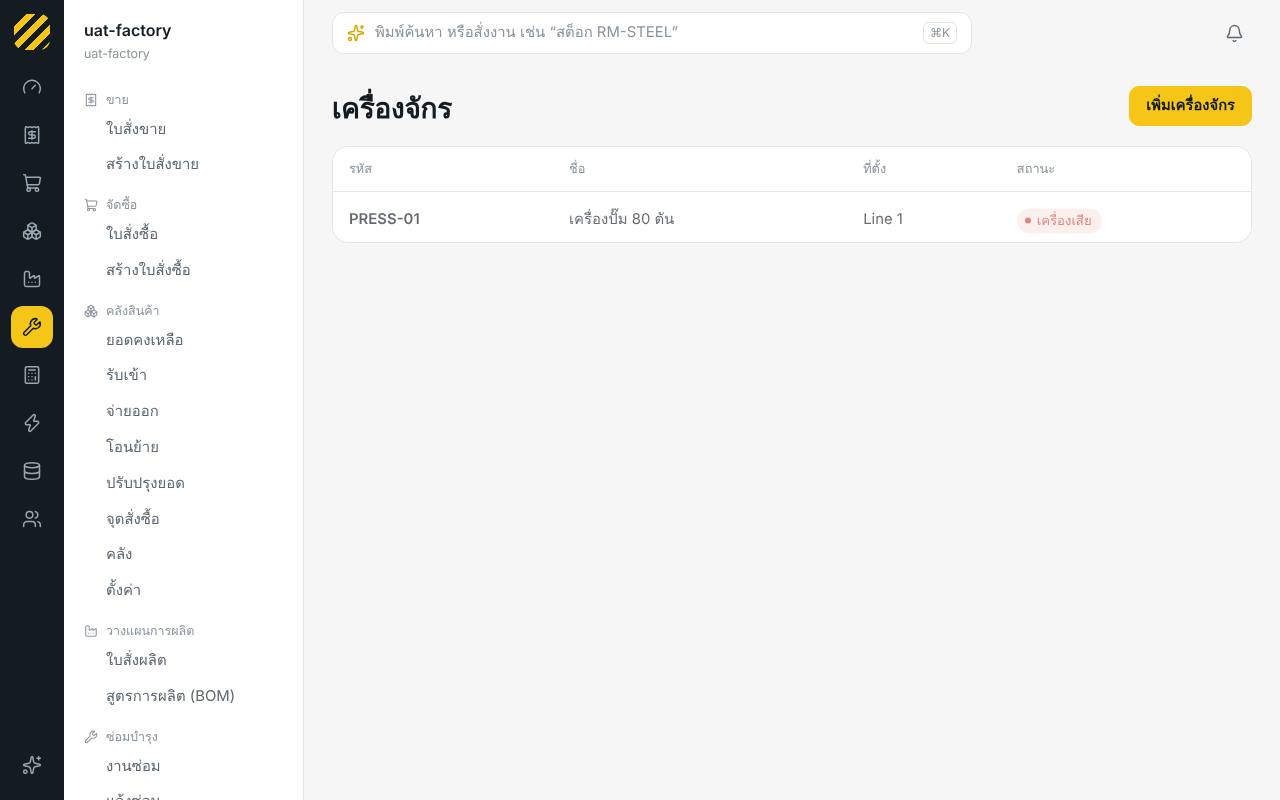 uat-factory
uat-factory
ขาย
ใบสั่งขาย
สร้างใบสั่งขาย
จัดซื้อ
ใบสั่งซื้อ
สร้างใบสั่งซื้อ
คลังสินค้า
ยอดคงเหลือ
รับเข้า
จ่ายออก
โอนย้าย
ปรับปรุงยอด
จุดสั่งซื้อ
คลัง
ตั้งค่า
วางแผนการผลิต
ใบสั่งผลิต
สูตรการผลิต (BOM)
ซ่อมบำรุง
งานซ่อม
แจ้งซ่อม
พิมพ์ค้นหา หรือสั่งงาน เช่น “สต็อก RM-STEEL” ⌘K
เครื่องจักร
เพิ่มเครื่องจักร
รหัส ชื่อ ที่ตั้ง สถานะ
PRESS-01 เครื่องปั๊ม 80 ตัน Line 1 เครื่องเสีย